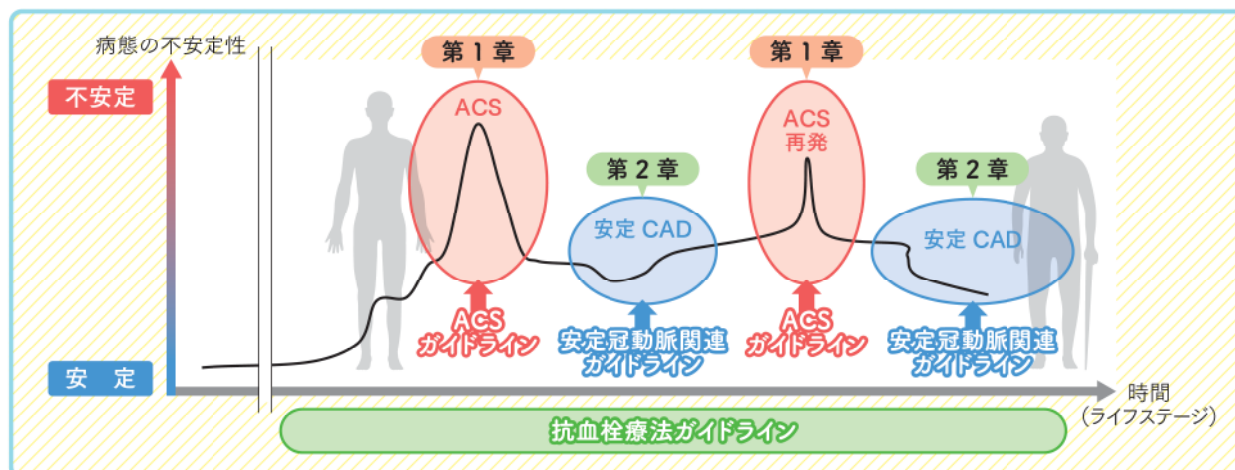 病態の不安定性
不安定
安 定
第1章
ACS
ACS
ガイドライン
第2章
安定 CAD
安定冠動脈関連
ガイドライン
第1章
ACS
再発
ACS
ガイドライン
第2章
安定 CAD
安定冠動脈関連
ガイドライン
時間
(ライフステージ)
抗血栓療法ガイドライン